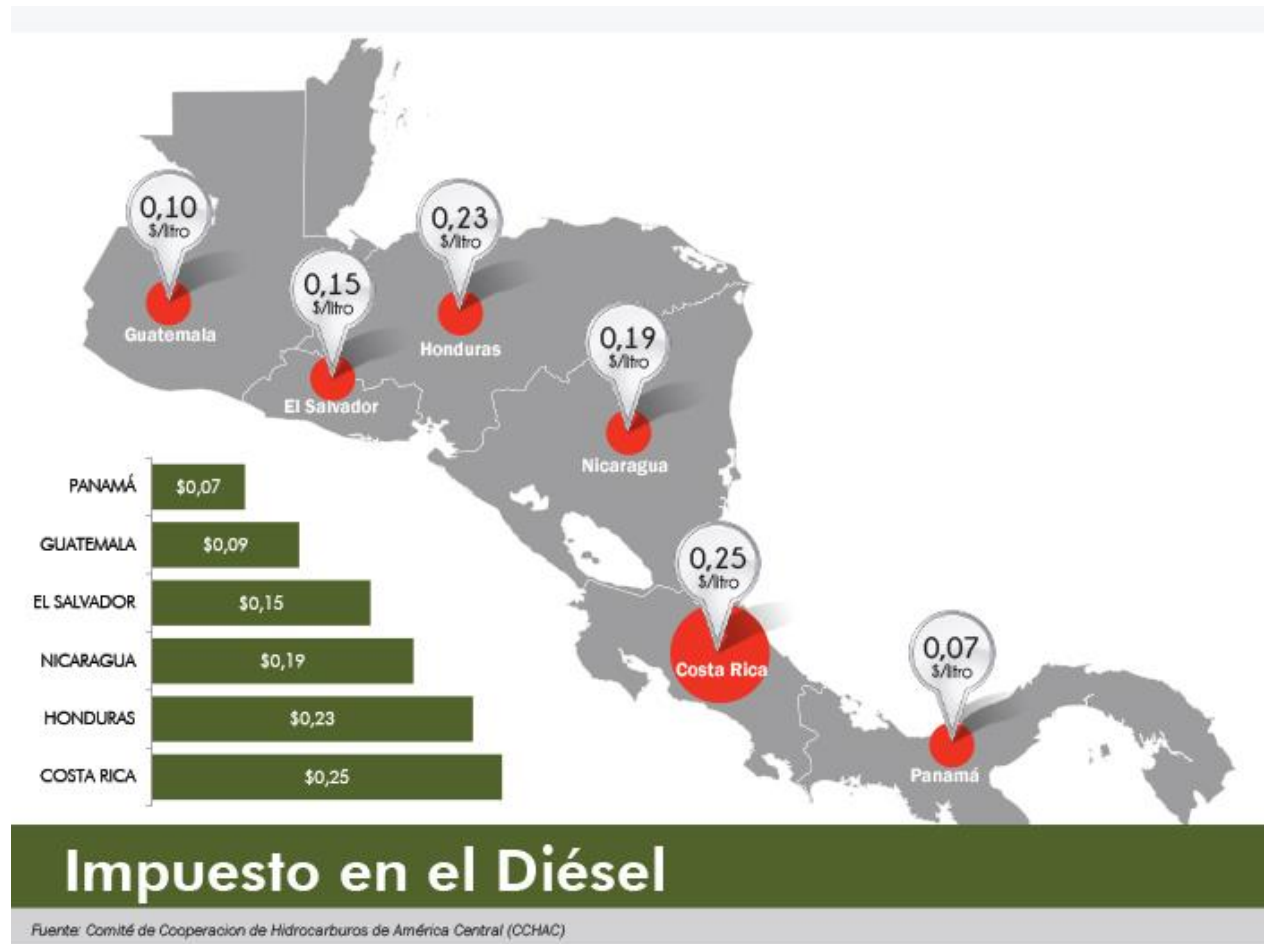 0,10
$/litro
Guatemala
0,15
$/litro
El Salvador
0,23
$/litro
Honduras
0,19
$/litro
Nicaragua
0,25
$/litro
Costa Rica
0,07
$/litro
Panamá
PANAMÁ $0,07
GUATEMALA $0,09
EL SALVADOR $0,15
NICARAGUA $0,19
HONDURAS $0,23
COSTA RICA $0,25
Impuesto en el Diésel
Fuente: Comité de Cooperacion de Hidrocarburos de América Central (CCHAC)